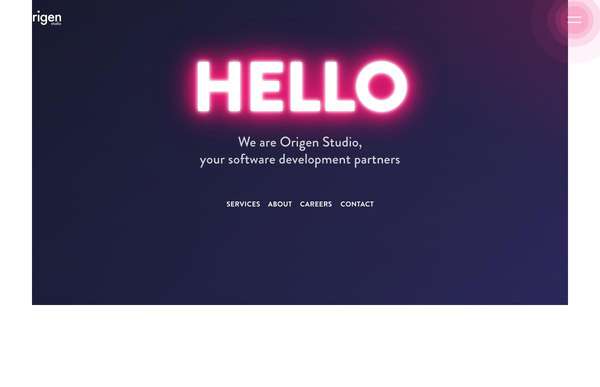 rigen
studio
HELLO
We are Origen Studio,
your software development partners
SERVICES ABOUT CAREERS CONTACT